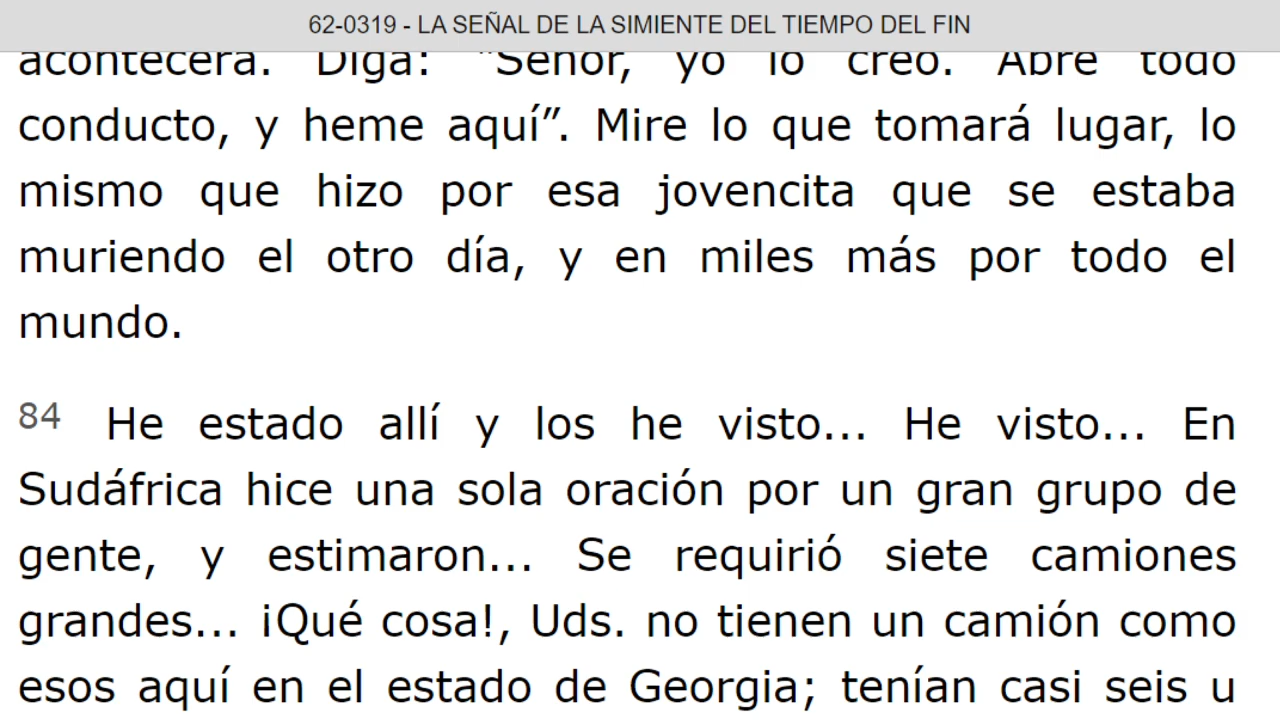 62-0319 - LA SEÑAL DE LA SIMIENTE DEL TIEMPO DEL FIN
acontecerá. Diga: “Señor, yo lo creo. Abre todo
conducto, y heme aquí”. Mire lo que tomará lugar, lo
mismo que hizo por esa jovencita que se estaba
muriendo el otro día, y en miles más por todo el
mundo.
84 He estado allí y los he visto... He visto... En
Sudáfrica hice una sola oración por un gran grupo de
gente, y estimaron... Se requirió siete camiones
grandes... ¡Qué cosa!, Uds. no tienen un camión como
esos aquí en el estado de Georgia; tenían casi seis u